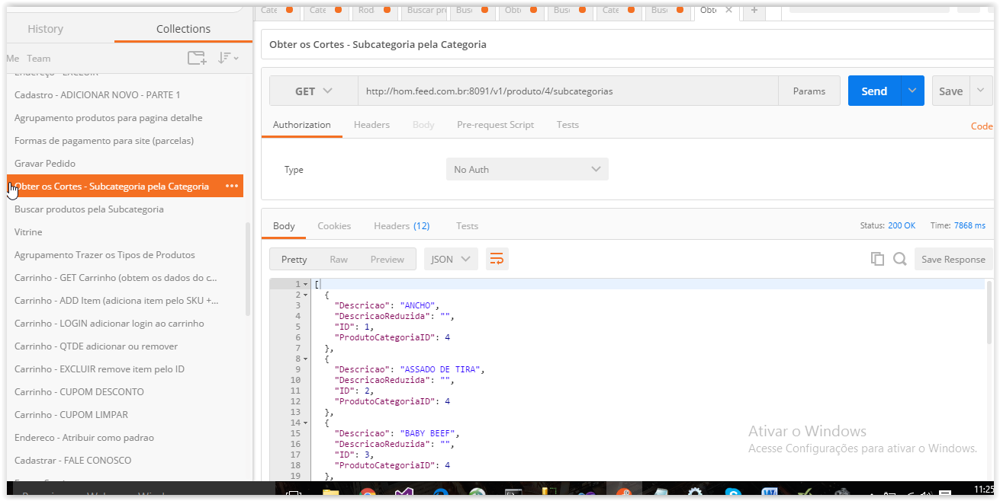 Cate
Cate
Rod
Buscar pr
Bus
Obt
Bus
Cate
Bus
Obt
History
Collections
Me Team
Endereço - EXCLUIR
Cadastro - ADICIONAR NOVO - PARTE 1
Agrupamento produtos para pagina detalhe
Formas de pagamento para site (parcelas)
Gravar Pedido
Obter os Cortes - Subcategoria pela Categoria
Buscar produtos pela Subcategoria
Vitrine
Agrupamento Trazer os Tipos de Produtos
Carrinho - GET Carrinho (obtem os dados do c...
Carrinho - ADD Item (adiciona item pelo SKU +...
Carrinho - LOGIN adicionar login ao carrinho
Carrinho - QTDE adicionar ou remover
Carrinho - EXCLUIR remove item pelo ID
Carrinho - CUPOM DESCONTO
Carrinho - CUPOM LIMPAR
Endereco - Atribuir como padrao
Cadastrar - FALE CONOSCO
Obter os Cortes - Subcategoria pela Categoria
GET
http://hom.feed.com.br:8091/v1/produto/4/subcategorias
Params
Send
Save
Authorization
Headers
Body
Pre-request Script
Tests
Code
Type
No Auth
Body
Cookies
Headers (12)
Tests
Status: 200 OK
Time: 7868 ms
Pretty
Raw
Preview
JSON
Save Response
1 [
2 {
3 "Descricao": "ANCHO",
4 "DescricaoReduzida": "",
5 "ID": 1,
6 "ProdutoCategoriaID": 4
7 },
8 {
9 "Descricao": "ASSADO DE TIRA",
10 "DescricaoReduzida": "",
11 "ID": 2,
12 "ProdutoCategoriaID": 4
13 },
14 {
15 "Descricao": "BABY BEEF",
16 "DescricaoReduzida": "",
17 "ID": 3,
18 "ProdutoCategoriaID": 4
19 },
Ativar o Windows
Acesse Configurações para ativar o Windows.
11:25